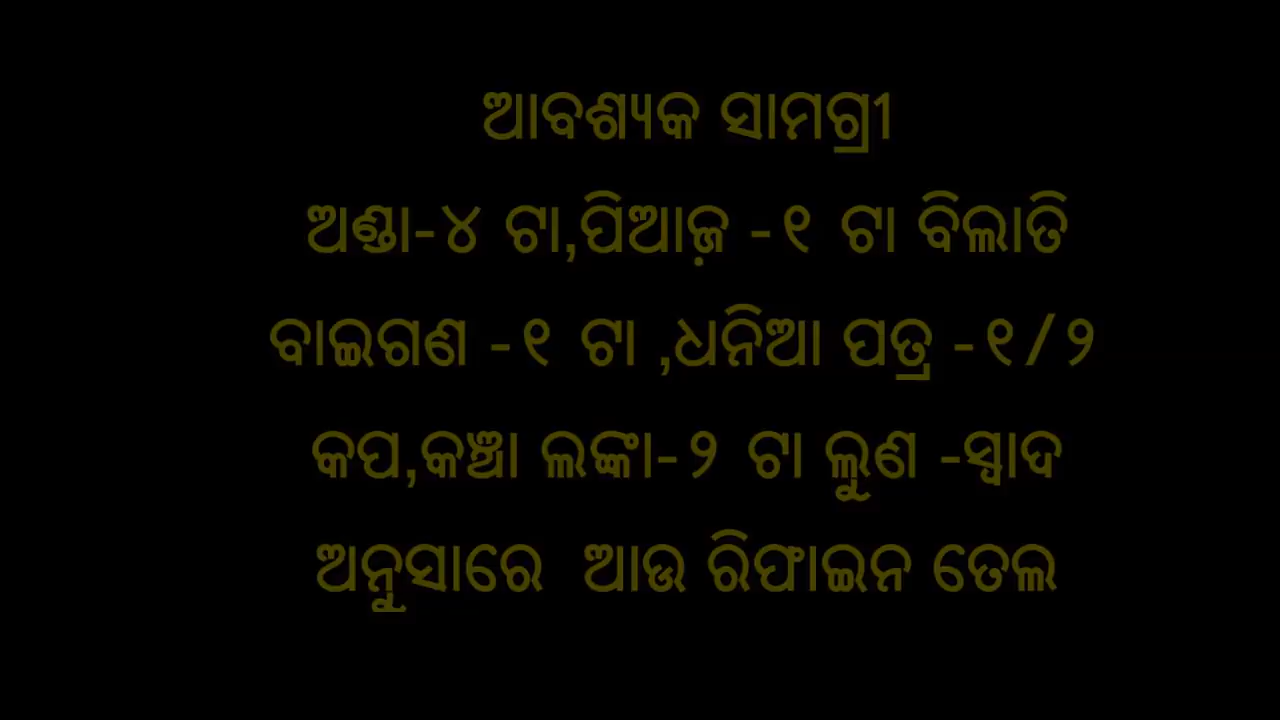 ଆବଶ୍ୟକ ସାମଗ୍ରୀ
ଅଣ୍ଡା-୪ ଟା,ପିଆଜ଼ -୧ ଟା ବିଲାତି
ବାଇଗଣ -୧ ଟା ,ଧନିଆ ପତ୍ର -୧/୨
କପ,କଞ୍ଚା ଲଙ୍କା-୨ ଟା ଲୁଣ -ସ୍ୱାଦ
ଅନୁସାରେ ଆଉ ରିଫାଇନ ତେଲ